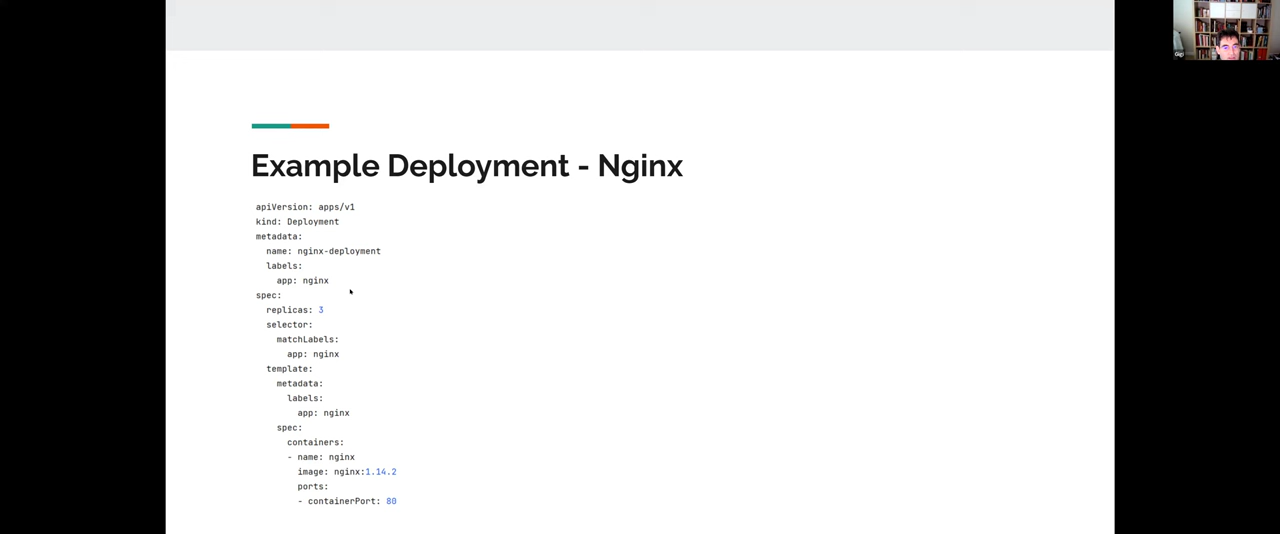 Gigi
Example Deployment - Nginx
apiVersion: apps/v1
kind: Deployment
metadata:
  name: nginx-deployment
  labels:
    app: nginx
spec:
  replicas: 3
  selector:
    matchLabels:
      app: nginx
  template:
    metadata:
      labels:
        app: nginx
    spec:
      containers:
      - name: nginx
        image: nginx:1.14.2
        ports:
        - containerPort: 80